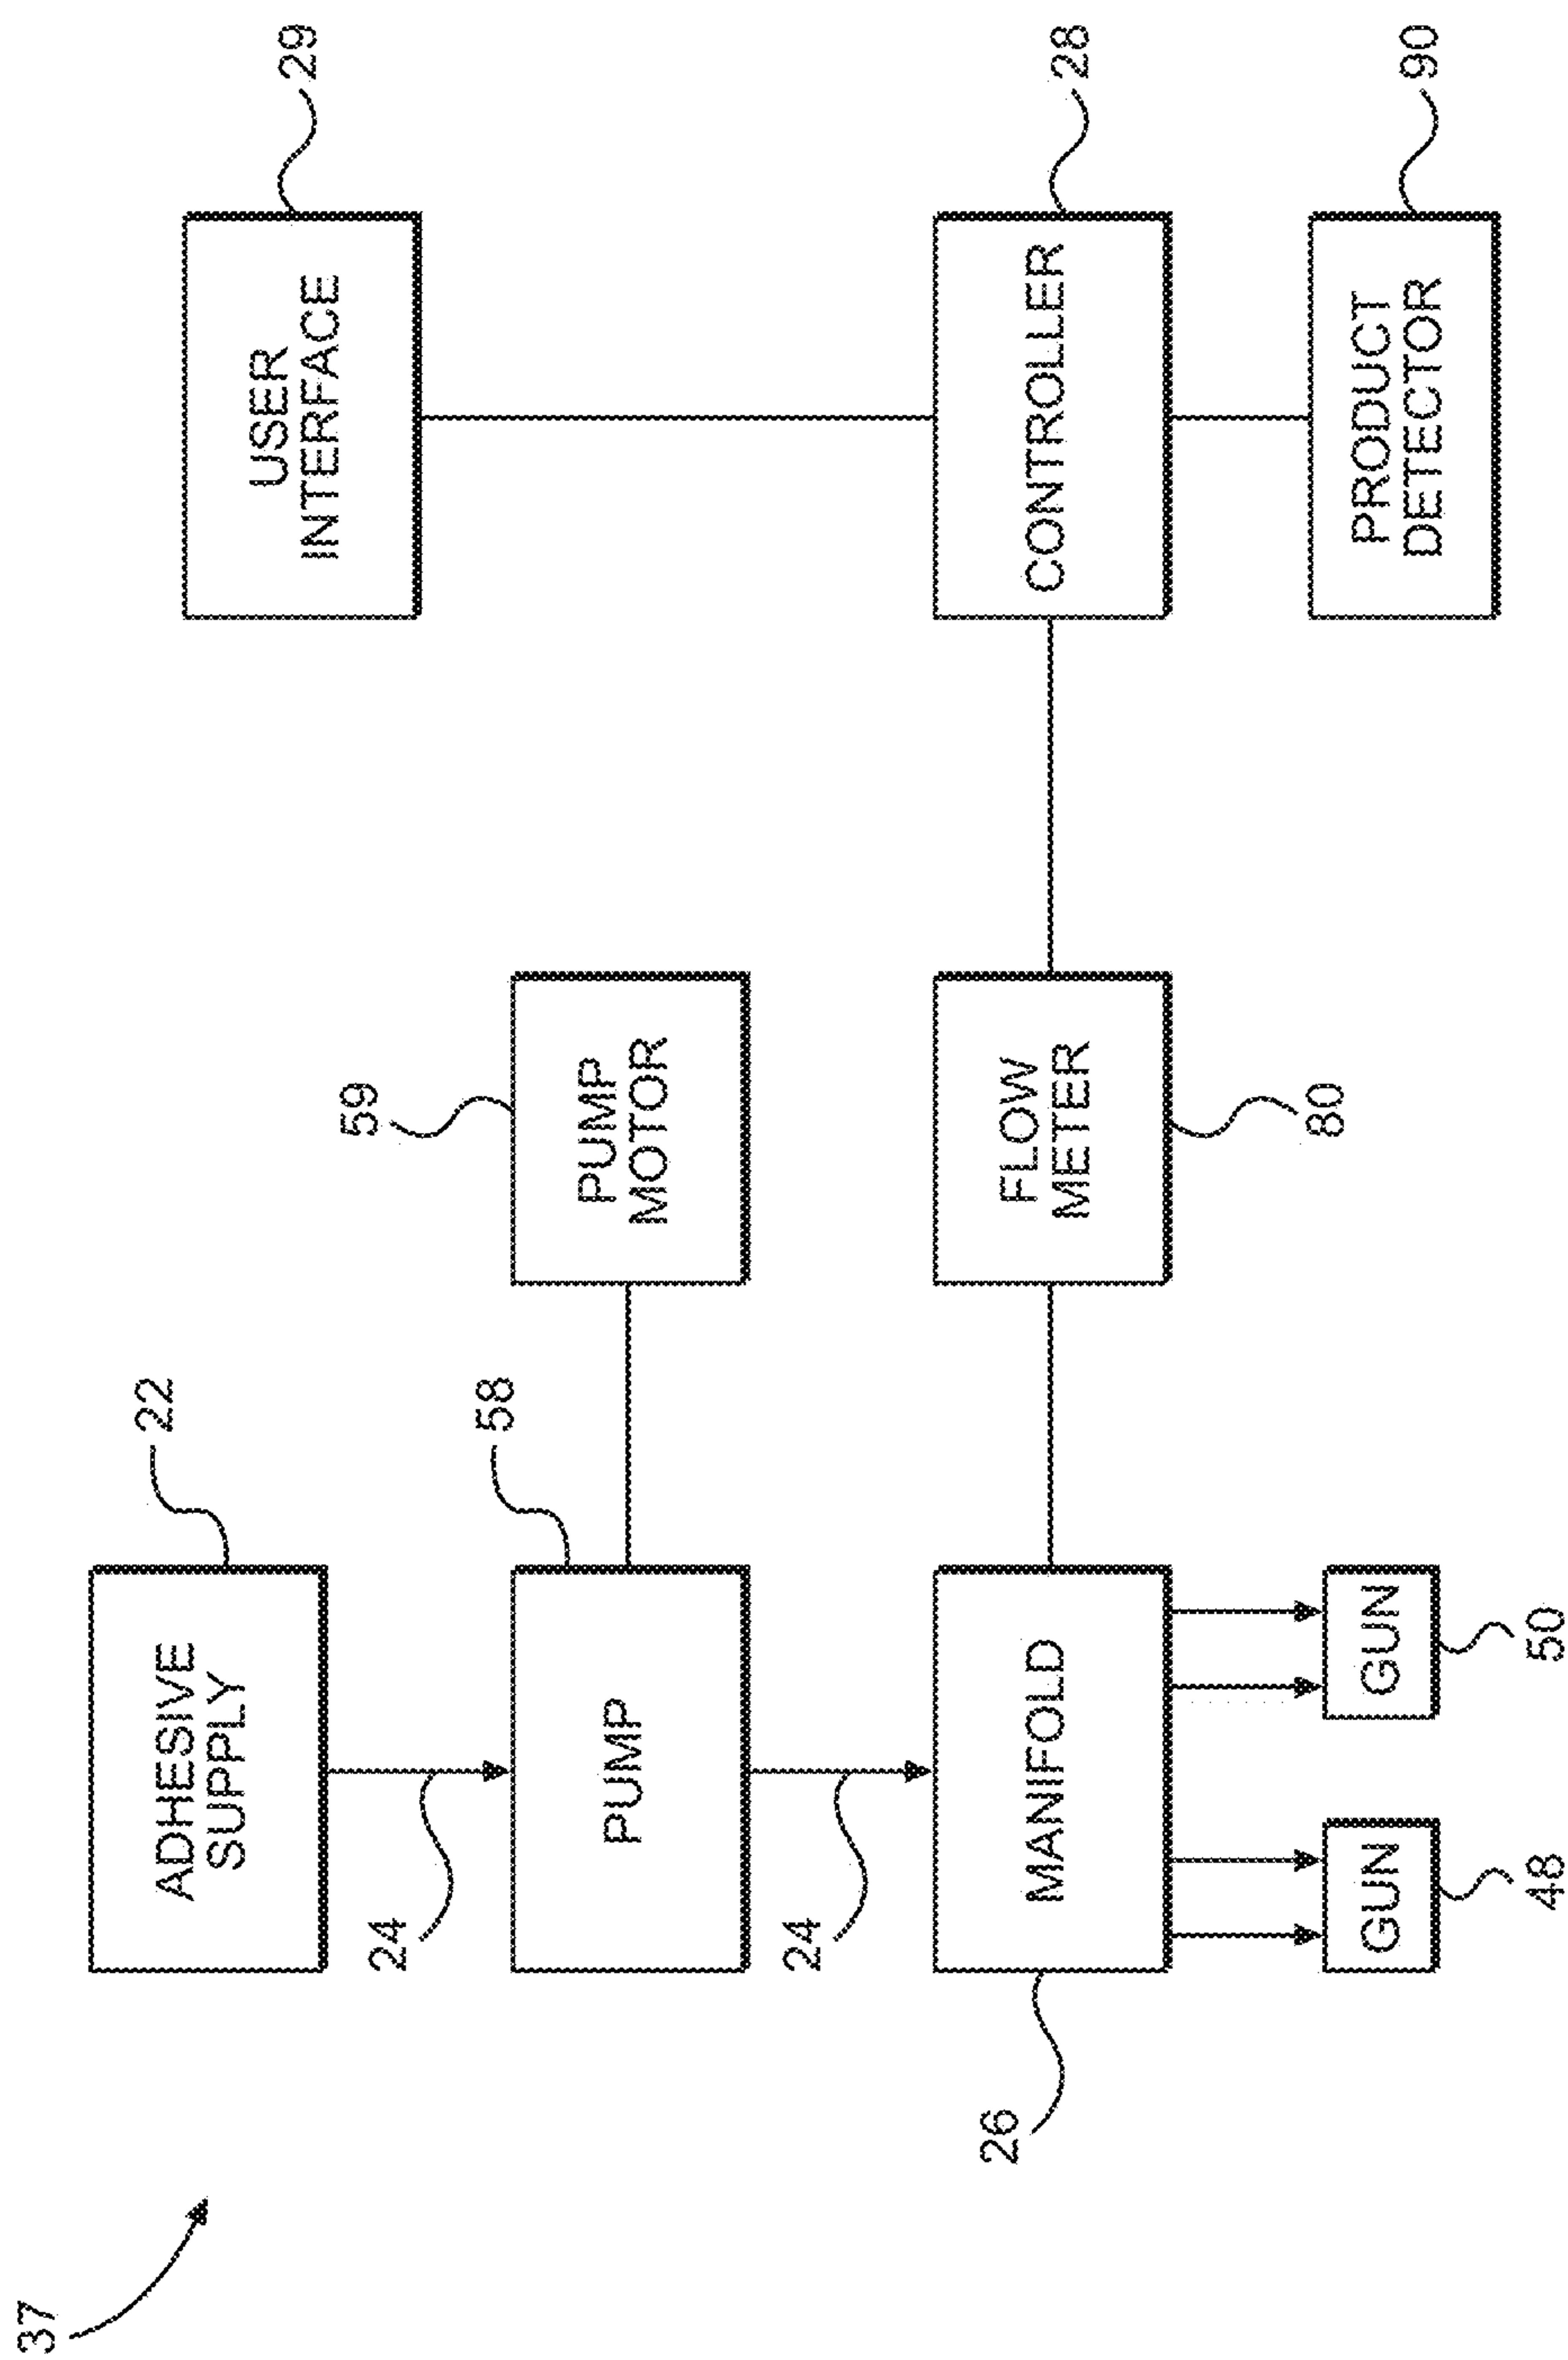 37
ADHESIVE
SUPPLY
22
24
PUMP
58
PUMP
MOTOR
59
24
MANIFOLD
26
FLOW
METER
80
USER
INTERFACE
29
CONTROLLER
28
PRODUCT
DETECTOR
90
GUN
48
GUN
50